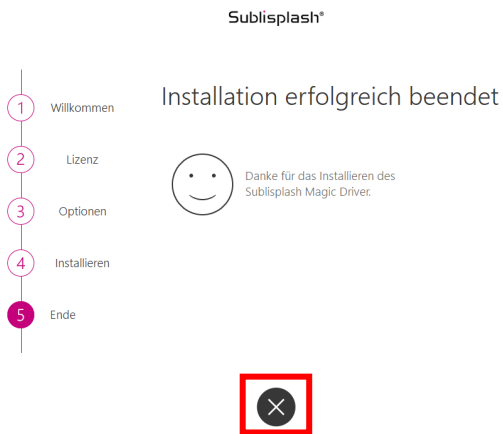 Sublisplash®
Installation erfolgreich beendet
1 Willkommen
2 Lizenz
3 Optionen
4 Installieren
5 Ende
Danke für das Installieren des
Sublisplash Magic Driver.